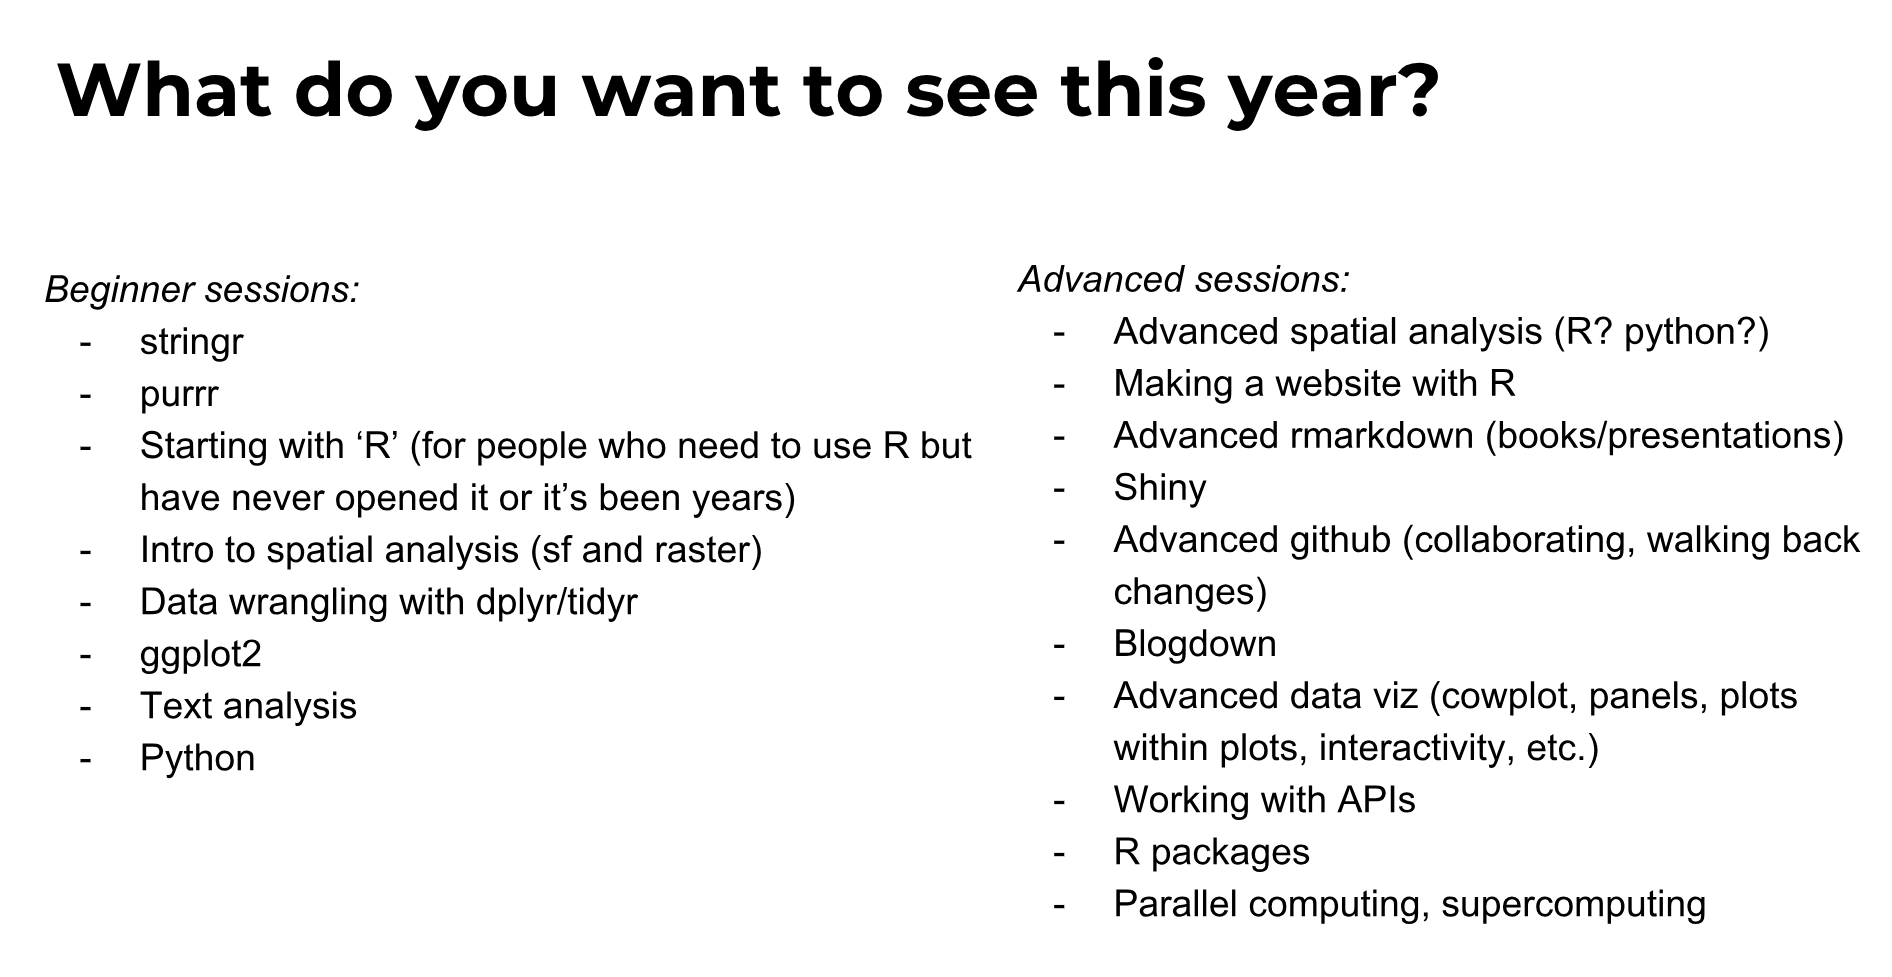 What do you want to see this year?
Beginner sessions:
- stringr
- purrr
- Starting with ‘R’ (for people who need to use R but
have never opened it or it’s been years)
- Intro to spatial analysis (sf and raster)
- Data wrangling with dplyr/tidyr
- ggplot2
- Text analysis
- Python
Advanced sessions:
- Advanced spatial analysis (R? python?)
- Making a website with R
- Advanced rmarkdown (books/presentations)
- Shiny
- Advanced github (collaborating, walking back
changes)
- Blogdown
- Advanced data viz (cowplot, panels, plots
within plots, interactivity, etc.)
- Working with APIs
- R packages
- Parallel computing, supercomputing